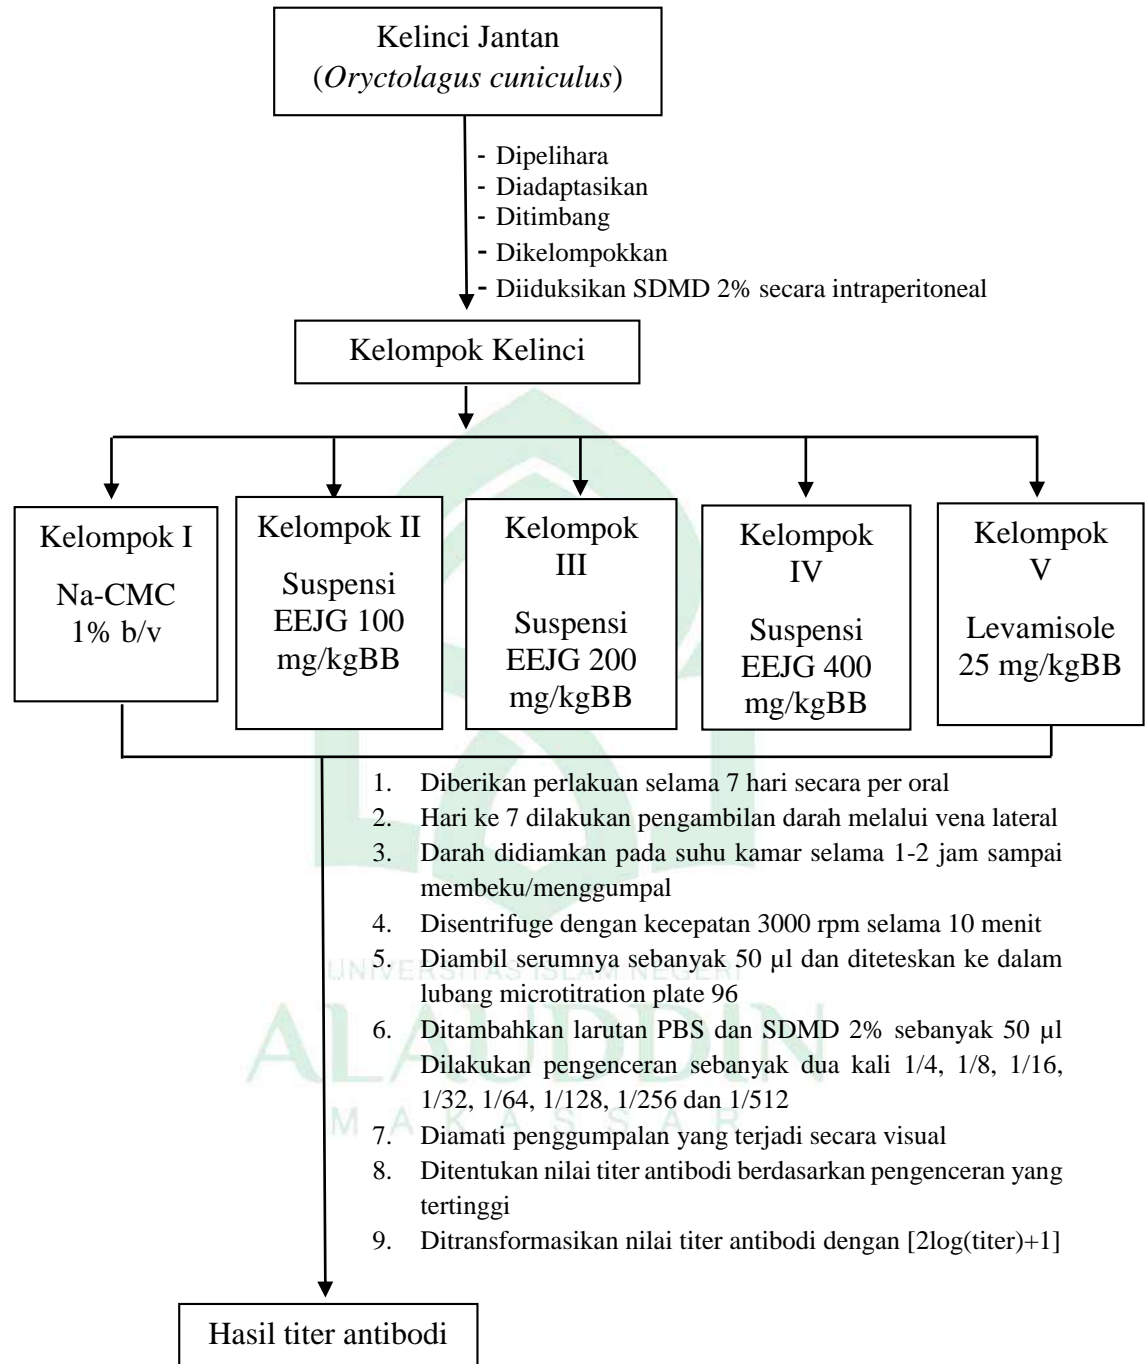 Kelinci Jantan
(Oryctolagus cuniculus)
- Dipelihara
- Diadaptasikan
- Ditimbang
- Dikelompokkan
- Diiduksikan SDMD 2% secara intraperitoneal
Kelompok Kelinci
Kelompok I
Na-CMC
1% b/v
Kelompok II
Suspensi
EEJG 100
mg/kgBB
Kelompok
III
Suspensi
EEJG 200
mg/kgBB
Kelompok
IV
Suspensi
EEJG 400
mg/kgBB
Kelompok
V
Levamisole
25 mg/kgBB
1. Diberikan perlakuan selama 7 hari secara per oral
2. Hari ke 7 dilakukan pengambilan darah melalui vena lateral
3. Darah didiamkan pada suhu kamar selama 1-2 jam sampai
membeku/menggumpal
4. Disentrifuge dengan kecepatan 3000 rpm selama 10 menit
5. Diambil serumnya sebanyak 50 µl dan diteteskan ke dalam
UNIVERSITAS ISLAM NEGERI
lubang microtitration plate 96
6. Ditambahkan larutan PBS dan SDMD 2% sebanyak 50 µl
ALAUDDIN
Dilakukan pengenceran sebanyak dua kali 1/4, 1/8, 1/16,
1/32, 1/64, 1/128, 1/256 dan 1/512
MAKASSAR
7. Diamati penggumpalan yang terjadi secara visual
8. Ditentukan nilai titer antibodi berdasarkan pengenceran yang
tertinggi
9. Ditransformasikan nilai titer antibodi dengan [2log(titer)+1]
Hasil titer antibodi